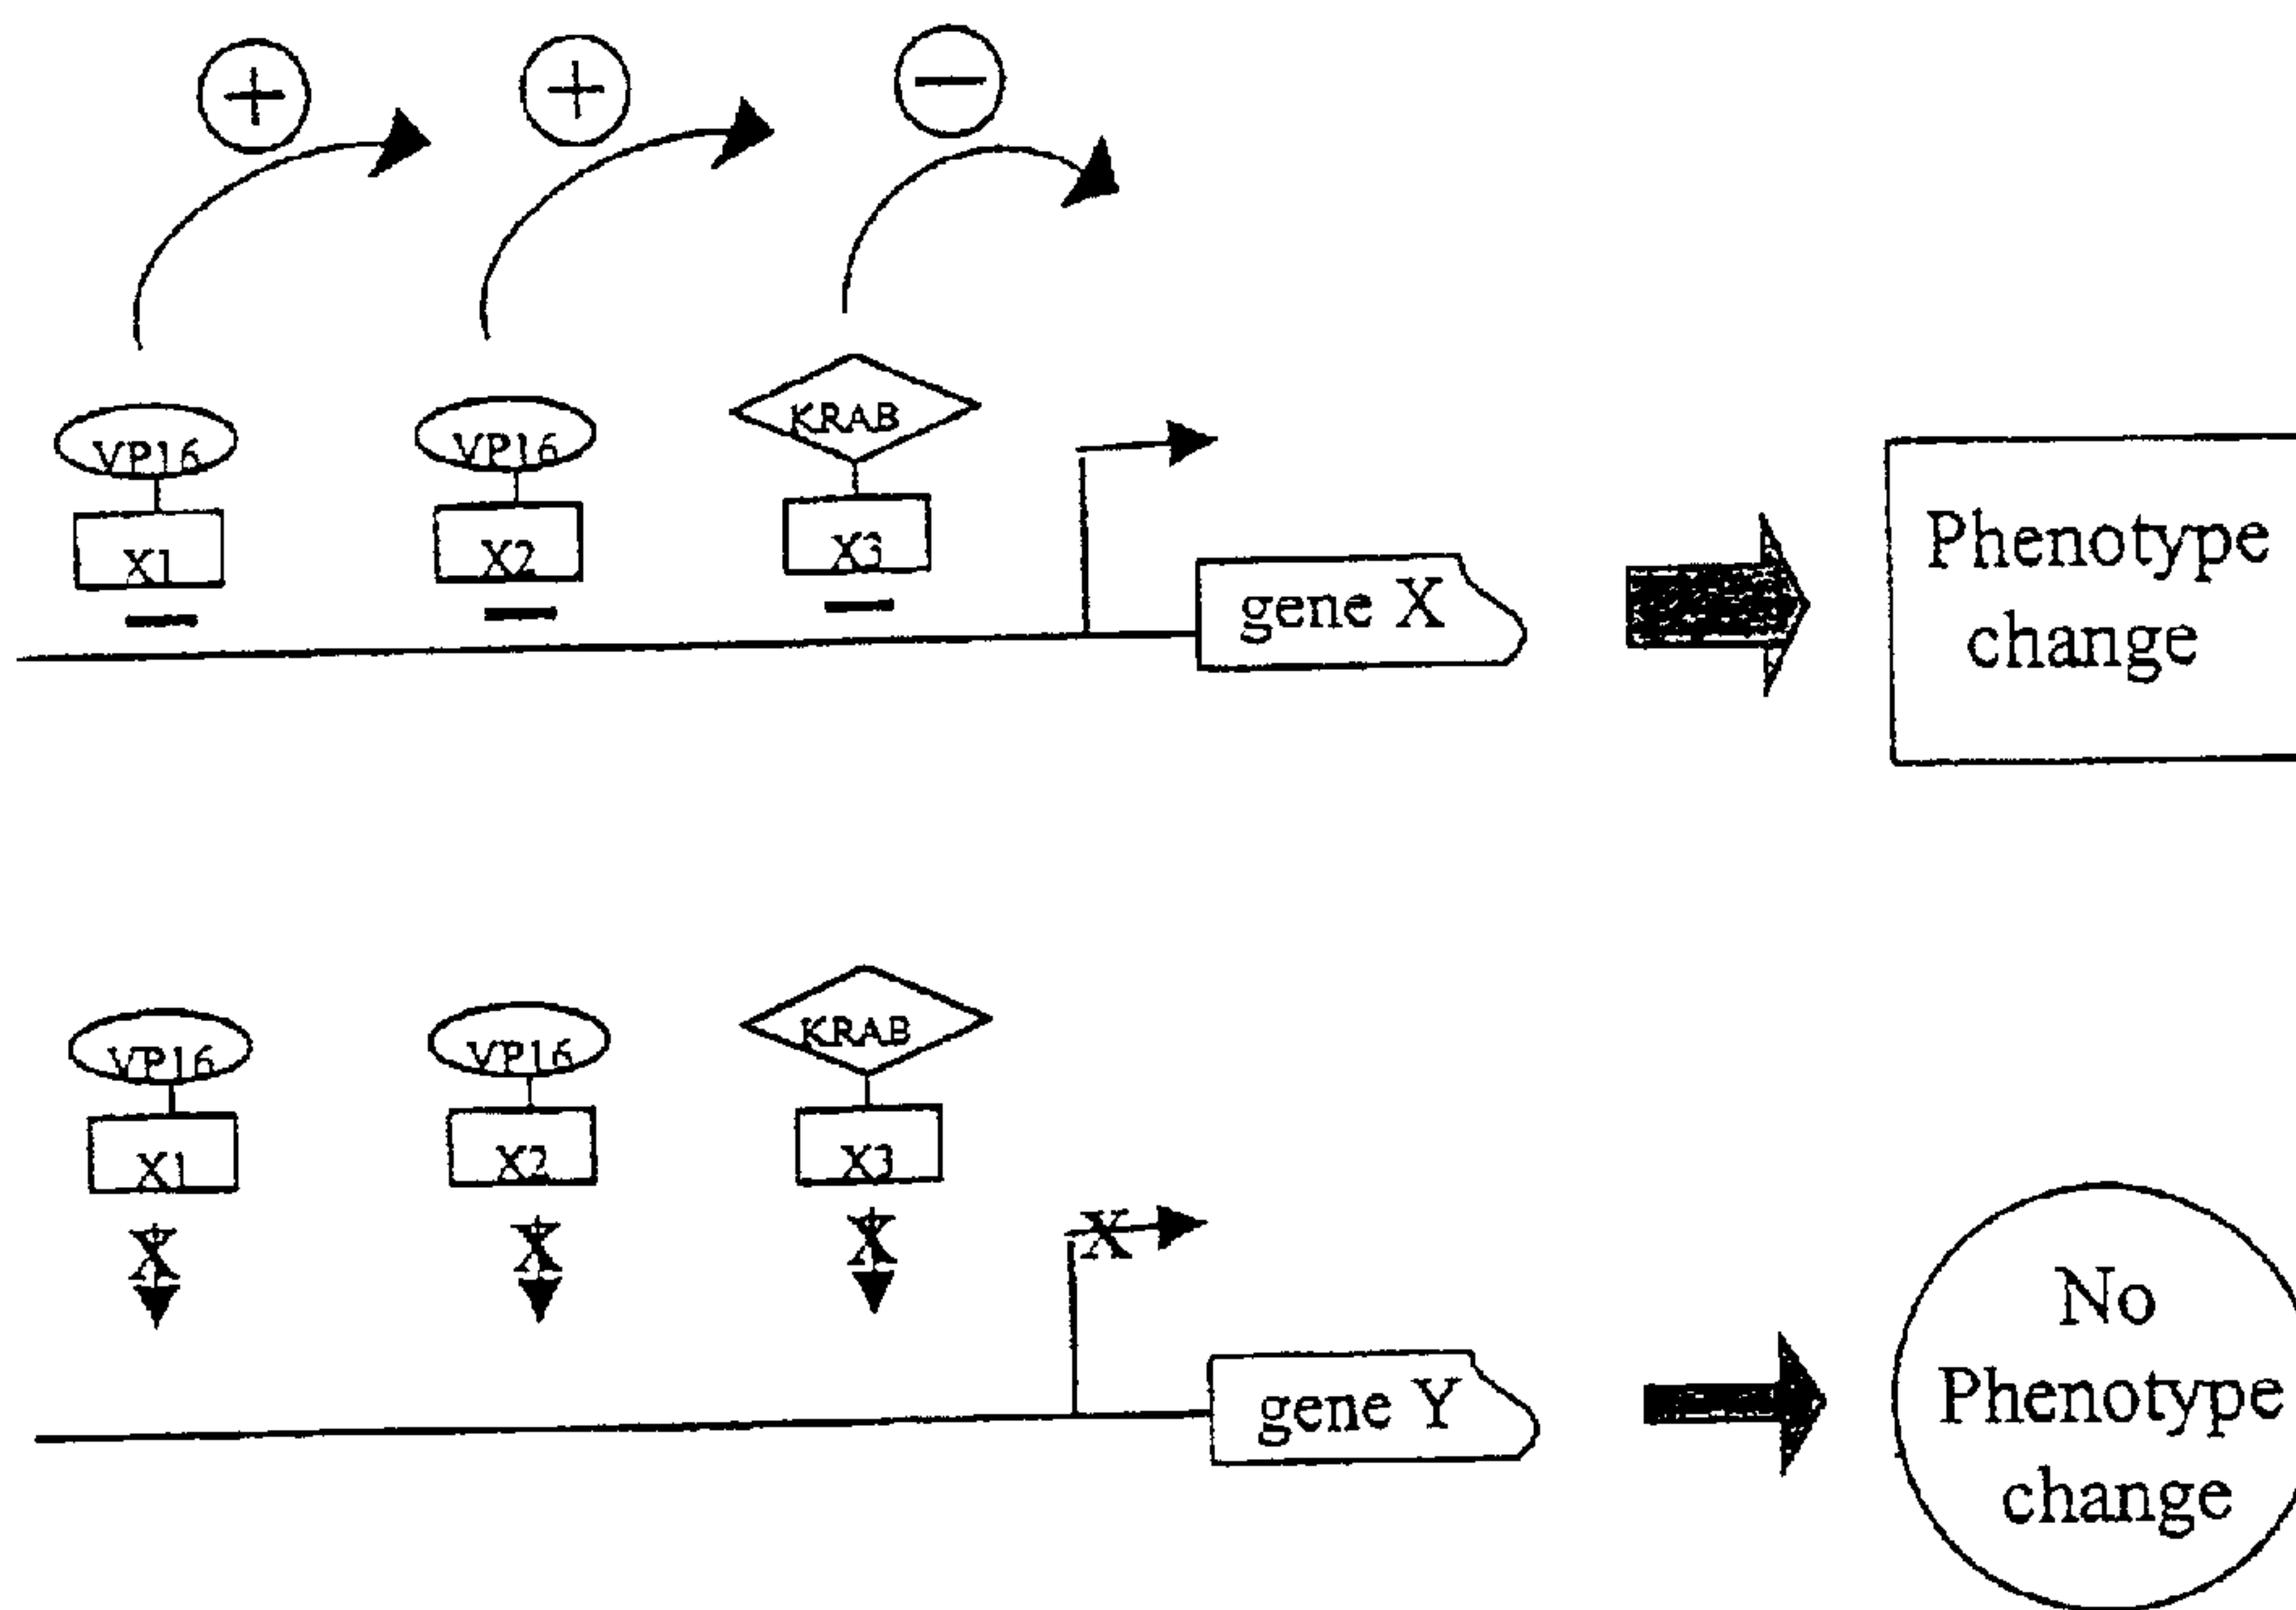 +
+
−
VP16
VP16
KRAB
X1
X2
X3
gene X
Phenotype
change
VP16
VP16
KRAB
X1
X2
X3
X
X
X
X
gene Y
No
Phenotype
change